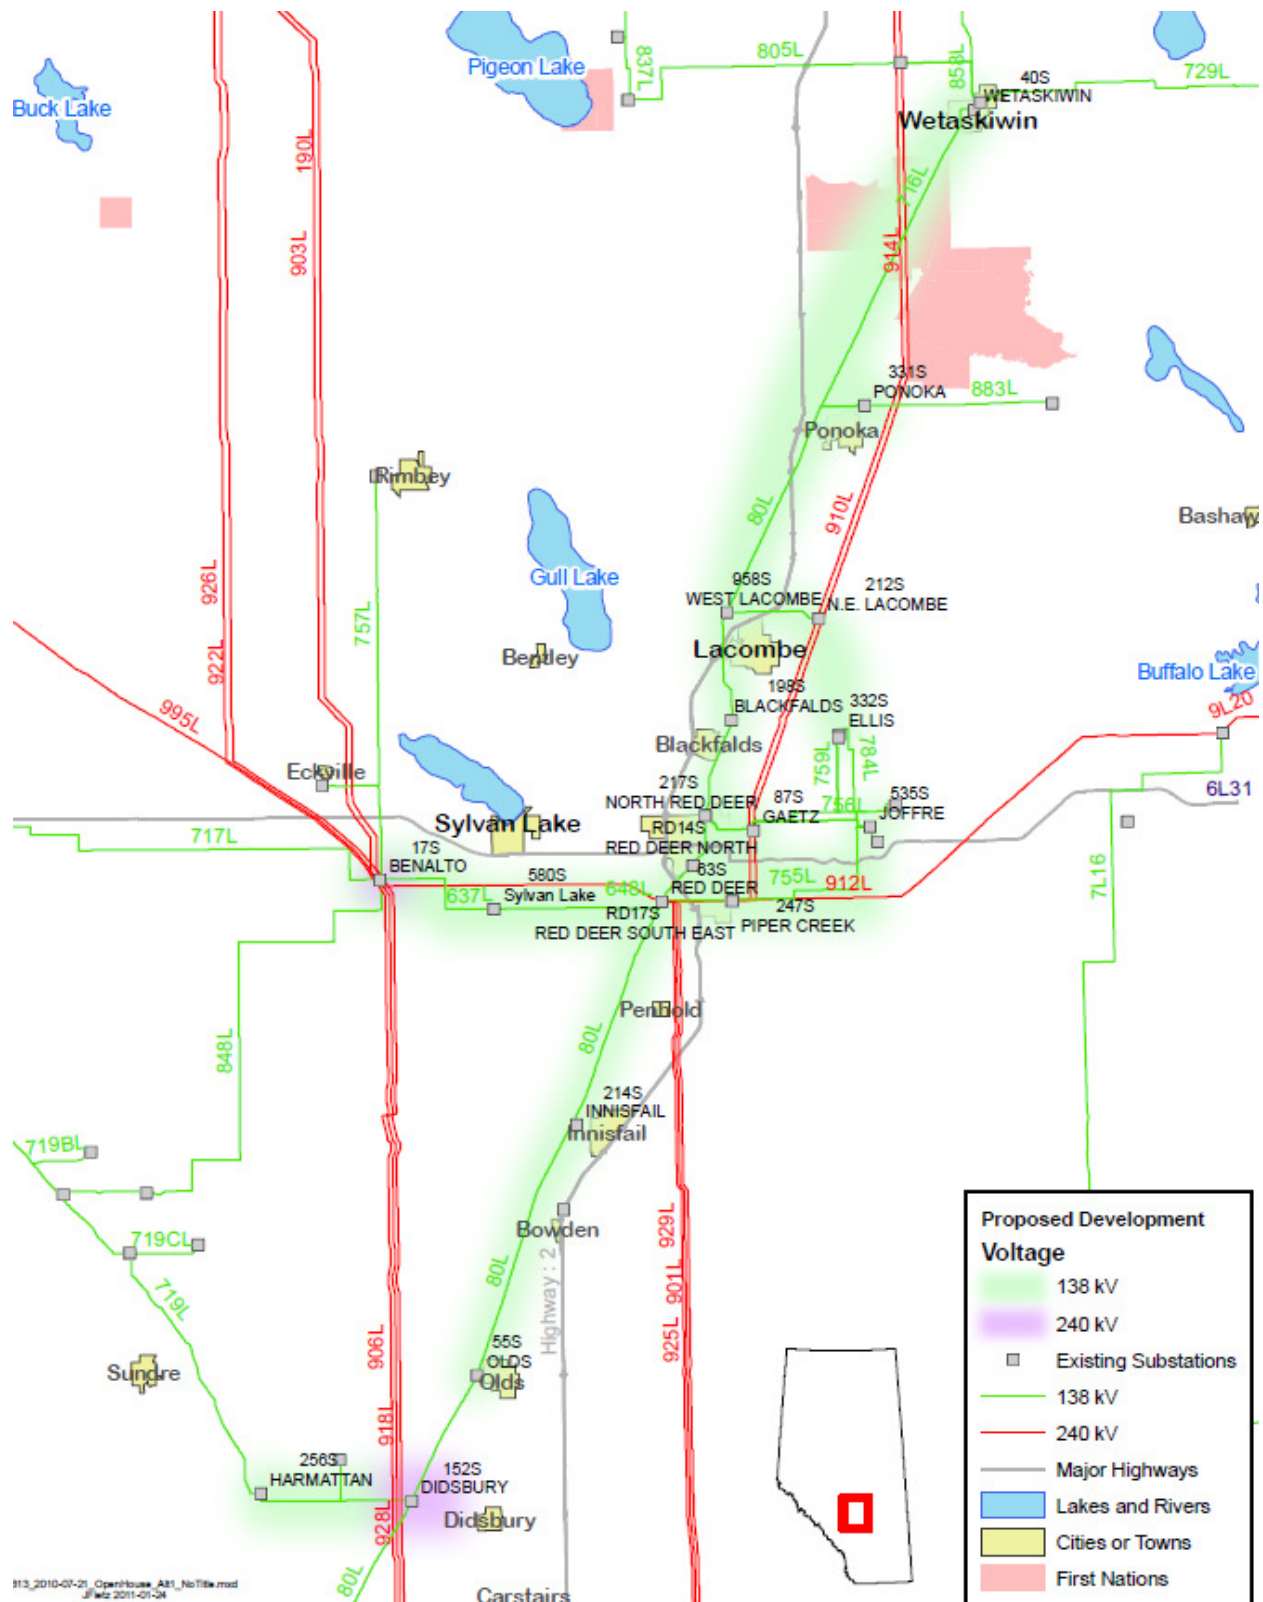 Pigeon Lake
837L
805L
858L
40S
WETASKIWIN
729L
Buck Lake
Wetaskiwin
190L
716L
903L
914L
331S
PONOKA
883L
Ponoka
Rimbey
80L
910L
Bashaw
926L
Gull Lake
958S
WEST LACOMBE
212S
N.E. LACOMBE
757L
922L
Bentley
Lacombe
Buffalo Lake
198S
BLACKFALDS
332S
ELLIS
9L20
995L
Blackfalds
759L
784L
Eckville
217S
NORTH RED DEER
87S
GAETZ
756L
535S
JOFFRE
6L31
717L
Sylvan Lake
RD14S
RED DEER NORTH
17S
BENALTO
580S
Sylvan Lake
637L
648L
63S
RED DEER
755L
912L
7L16
RD17S
RED DEER SOUTH EAST
247S
PIPER CREEK
Penhold
848L
80L
214S
INNISFAIL
Innisfail
719BL
719CL
Bowden
929L
719L
80L
Highway : 2
901L
925L
906L
55S
OLDS
Olds
Sundre
918L
256S
HARMATTAN
152S
DIDSBURY
928L
Didsbury
80L
Carstairs
Proposed Development
Voltage
138 kV
240 kV
Existing Substations
138 kV
240 kV
Major Highways
Lakes and Rivers
Cities or Towns
First Nations
813_2010-07-21_OpenHouse_Alt1_NoTitle.mxd
2011-01-24